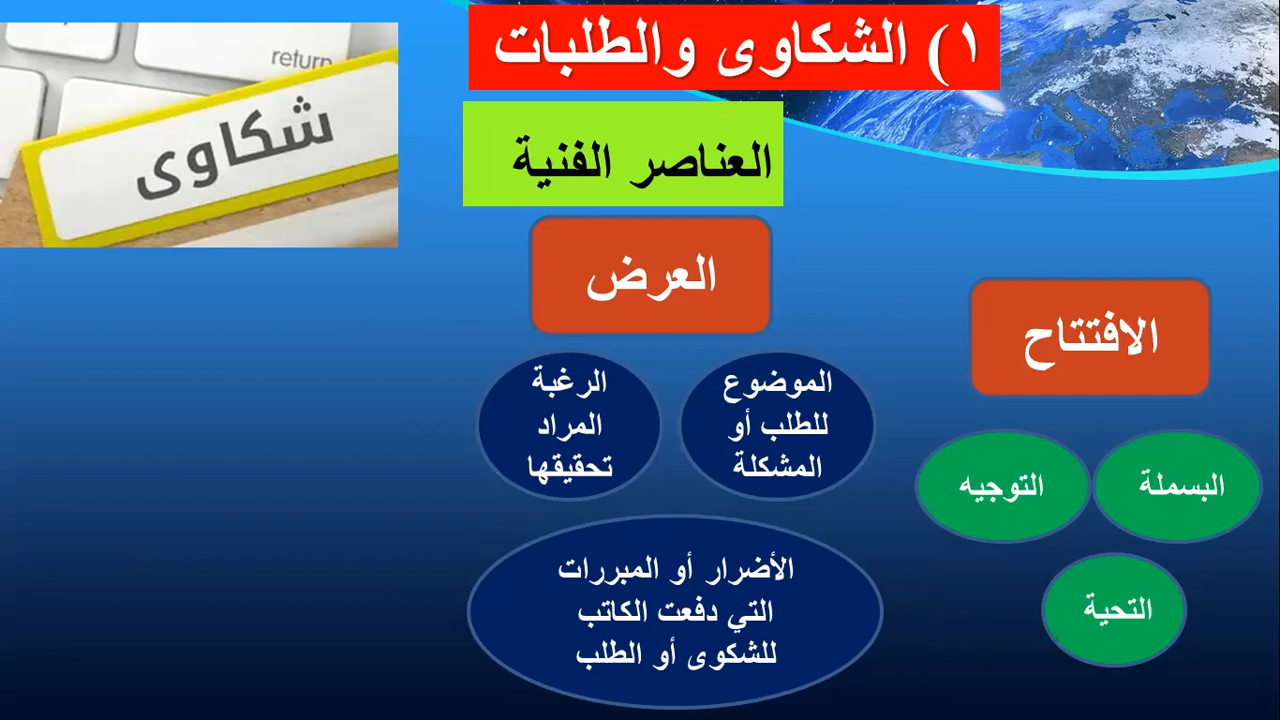 ١) الشكاوى والطلبات
return
شكاوى
العناصر الفنية
الافتتاح
البسملة
التوجيه
التحية
العرض
الموضوع
للطلب أو
المشكلة
الرغبة
المراد
تحقيقها
الأضرار أو المبررات
التي دفعت الكاتب
للشكوى أو الطلب